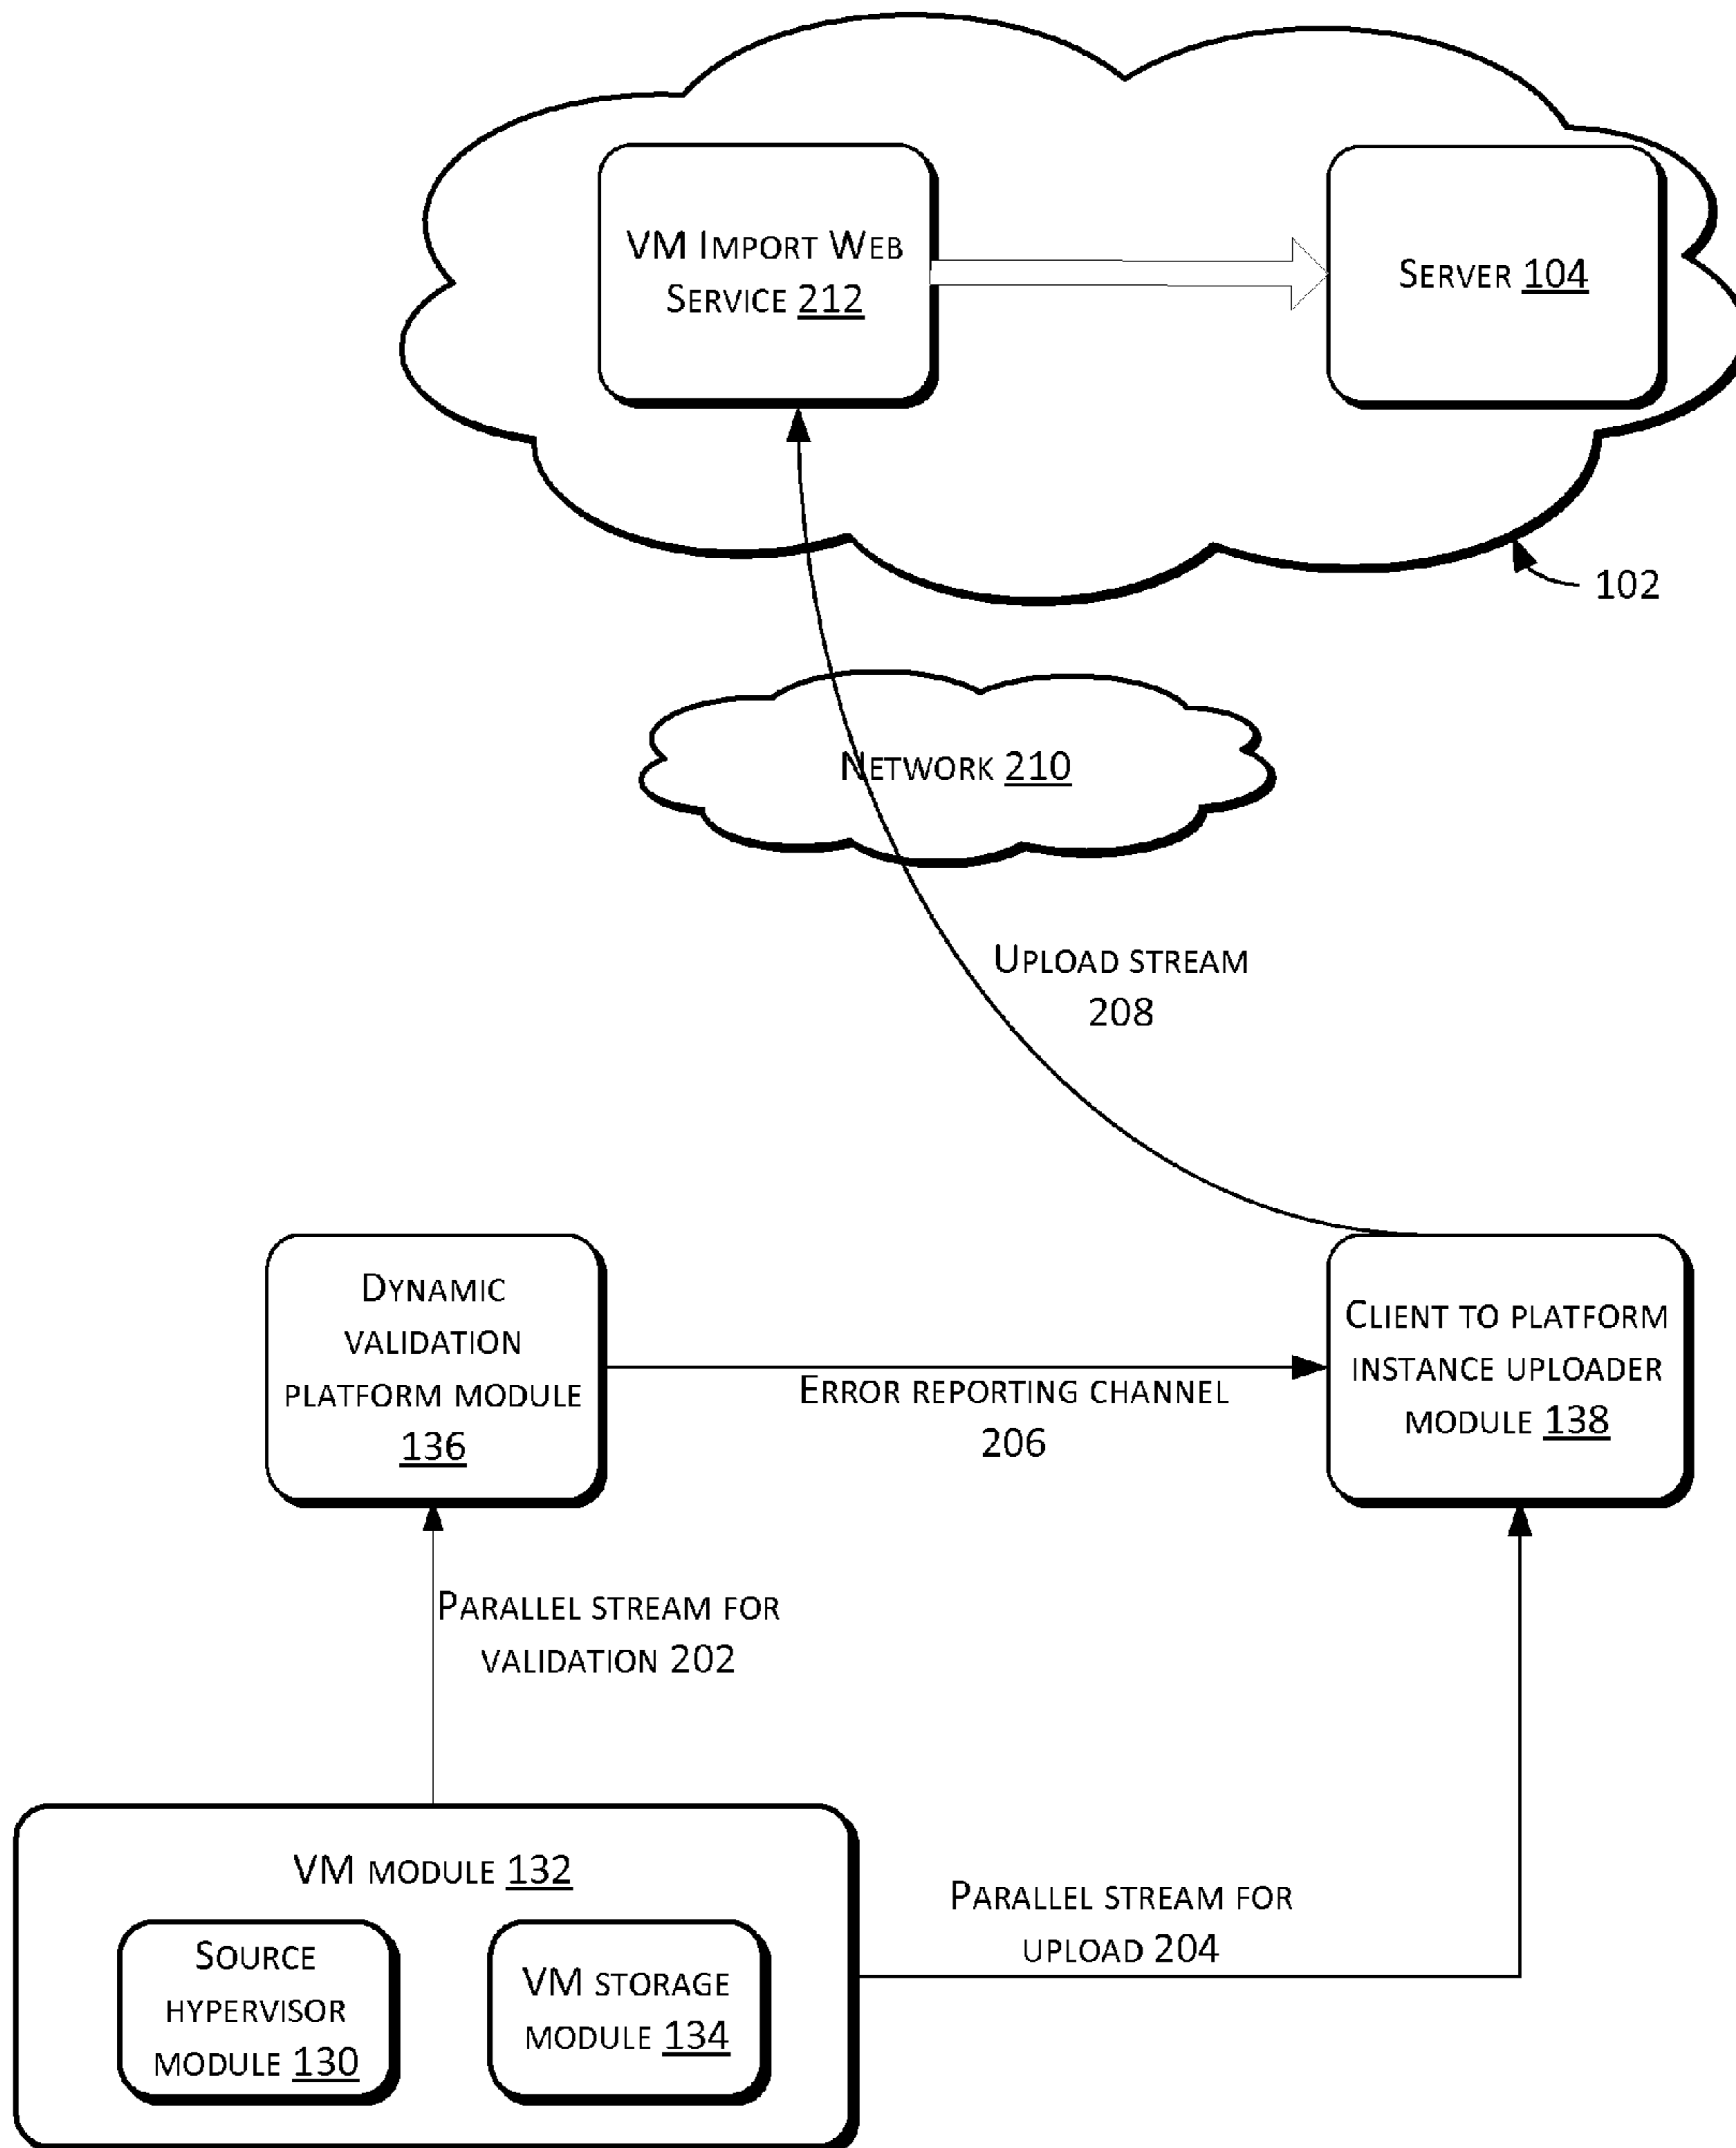 VM Import Web
Service 212
Server 104
102
Network 210
Upload stream
208
Dynamic
validation
platform module
136
Client to platform
instance uploader
module 138
Error reporting channel
206
Parallel stream for
validation 202
VM module 132
Parallel stream for
upload 204
Source
hypervisor
module 130
VM storage
module 134